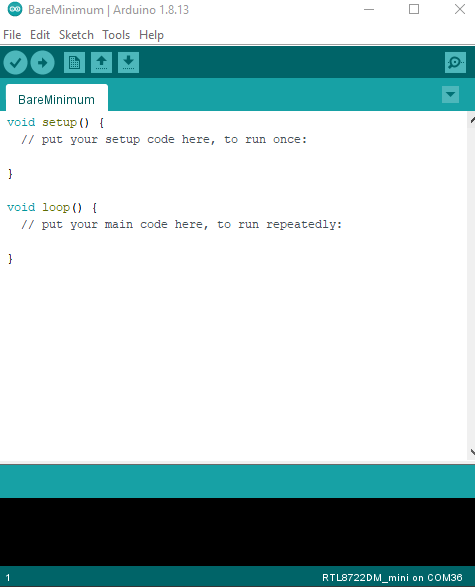 BareMinimum | Arduino 1.8.13
File Edit Sketch Tools Help
BareMinimum
void setup() {
  // put your setup code here, to run once:
}
void loop() {
  // put your main code here, to run repeatedly:
}
1 RTL8722DM_mini on COM36